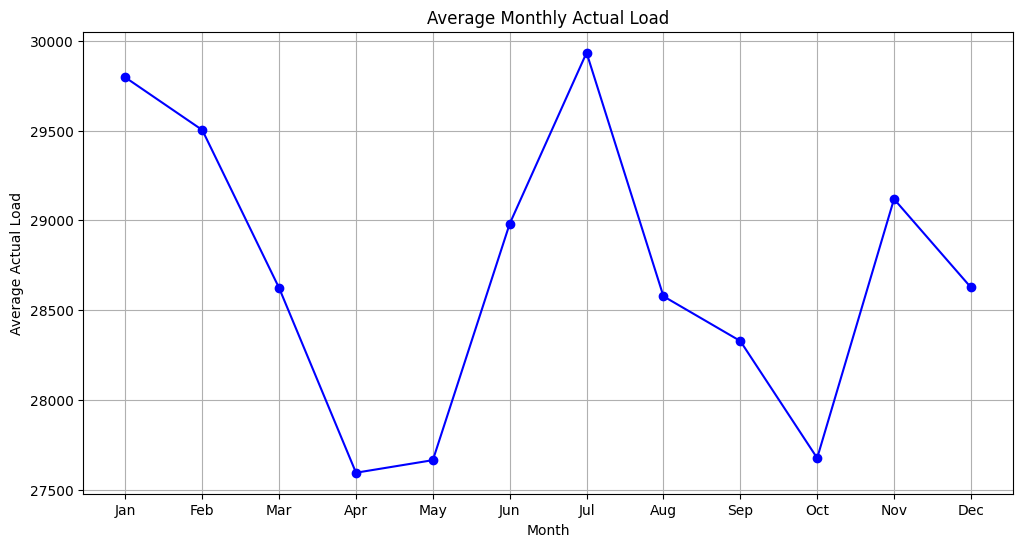 Average Monthly Actual Load
30000
29500
29000
28500
28000
27500
Average Actual Load
Jan Feb Mar Apr May Jun Jul Aug Sep Oct Nov Dec
Month